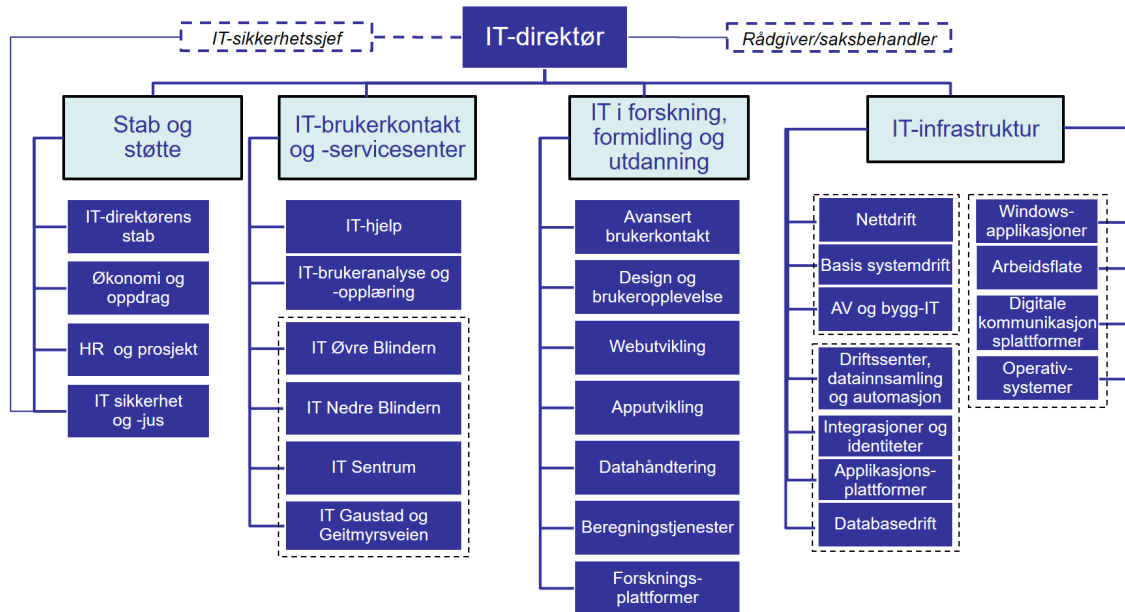 IT-sikkerhetssjef
IT-direktør
Rådgiver/saksbehandler
Stab og
støtte
IT-direktørens
stab
Økonomi og
oppdrag
HR og prosjekt
IT sikkerhet
og -jus
IT-brukerkontakt
og -servicesenter
IT-hjelp
IT-brukeranalyse og
-opplæring
IT Øvre Blindern
IT Nedre Blindern
IT Sentrum
IT Gaustad og
Geitmyrsveien
IT i forskning,
formidling og
utdanning
Avansert
brukerkontakt
Design og
brukeropplevelse
Webutvikling
Apputvikling
Datahåndtering
Beregningstjenester
Forsknings-
plattformer
IT-infrastruktur
Nettdrift
Basis systemdrift
AV og bygg-IT
Driftssenter,
datainnsamling
og automasjon
Integrasjoner og
identiteter
Applikasjons-
plattformer
Databasedrift
Windows-
applikasjoner
Arbeidsflate
Digitale
kommunikasjon
splattformer
Operativ-
systemer